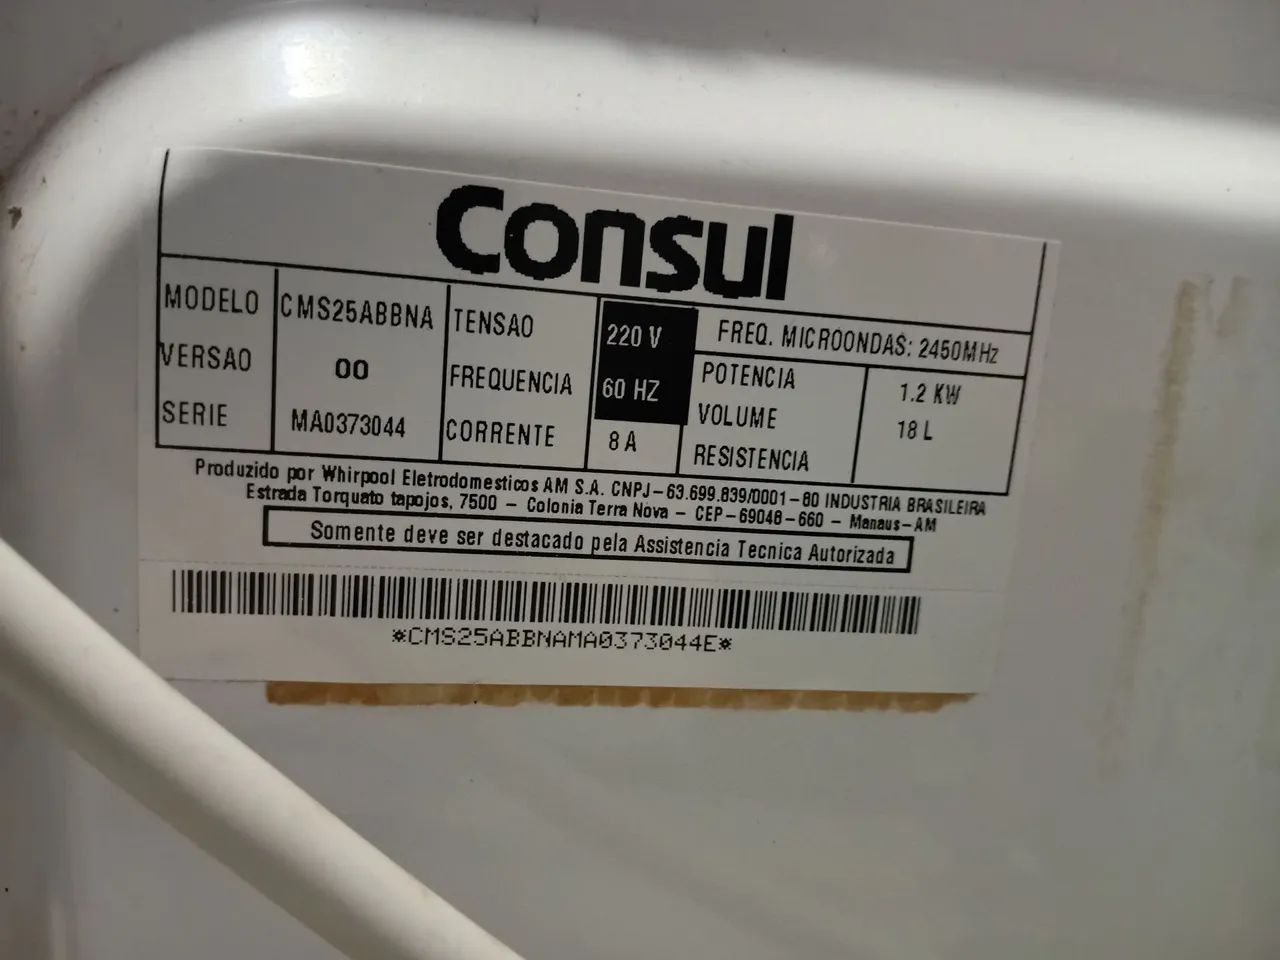 Consul
MODELO CMS25ABBNA TENSAO 220 V FREQ. MICROONDAS: 2450MHz
VERSAO 00 FREQUENCIA 60 HZ POTENCIA 1.2 KW
SERIE MA0373044 CORRENTE 8 A VOLUME 18 L
RESISTENCIA
Produzido por Whirlpool Eletrodomesticos AM S.A. CNPJ-63.699.839/0001-80 INDUSTRIA BRASILEIRA
Estrada Torquato tapojos, 7500 - Colonia Terra Nova - CEP-69048-660 - Manaus-AM
Somente deve ser destacado pela Assistencia Tecnica Autorizada
*CMS25ABBNAMA0373044E*